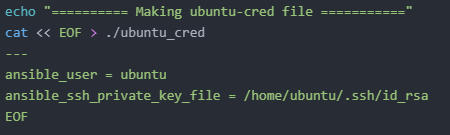 echo "========== Making ubuntu-cred file ==========="
cat << EOF > ./ubuntu_cred
---
ansible_user = ubuntu
ansible_ssh_private_key_file = /home/ubuntu/.ssh/id_rsa
EOF